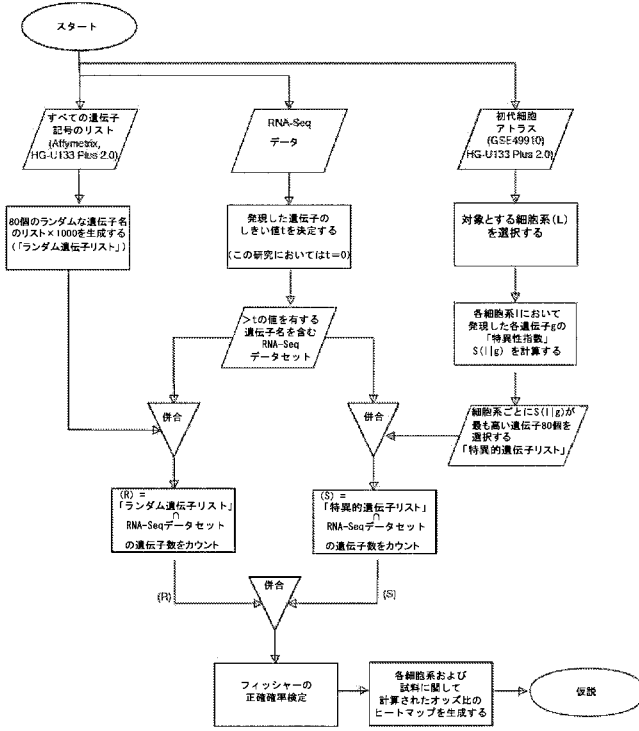 スタート
すべての遺伝子
記号のリスト
(Affymetrix,
HG-U133 Plus 2.0)
RNA-Seq
データ
初代細胞
アトラス
(GSE49910)
HG-U133 Plus 2.0)
80個のランダムな遺伝子名
のリスト×1000を生成する
(「ランダム遺伝子リスト」)
発現した遺伝子の
しきい値tを決定する
(この研究においてはt=0)
対象とする細胞系(L)
を選択する
>tの値を有する
遺伝子名を含む
RNA-Seq
データセット
各細胞系lにおいて
発現した各遺伝子gの
「特異性指数」
S(l||g) を計算する
併合
併合
細胞系ごとにS(l||g)が
最も高い遺伝子80個を
選択する
「特異的遺伝子リスト」
(R) =
「ランダム遺伝子リスト」
∩
RNA-Seqデータセット
の遺伝子数をカウント
(S) =
「特異的遺伝子リスト」
∩
RNA-Seqデータセット
の遺伝子数をカウント
併合
(R)
(S)
フィッシャーの
正確確率検定
各細胞系および
試料に関して
計算されたオッズ比の
ヒートマップを生成する
仮説